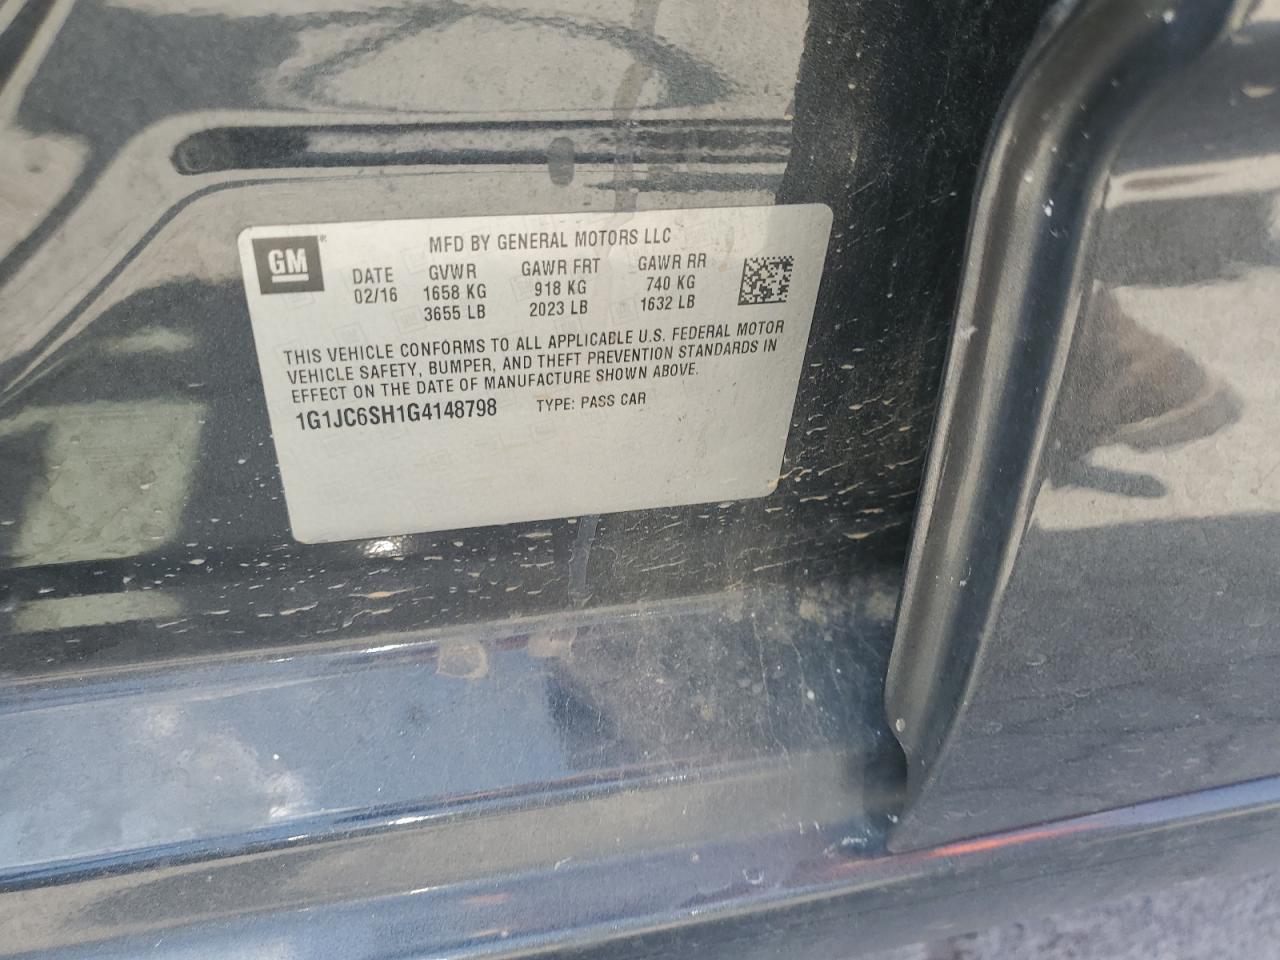 GM®
MFD BY GENERAL MOTORS LLC
DATE GVWR GAWR FRT GAWR RR
02/16 1658 KG 918 KG 740 KG
3655 LB 2023 LB 1632 LB
THIS VEHICLE CONFORMS TO ALL APPLICABLE U.S. FEDERAL MOTOR
VEHICLE SAFETY, BUMPER, AND THEFT PREVENTION STANDARDS IN
EFFECT ON THE DATE OF MANUFACTURE SHOWN ABOVE.
1G1JC6SH1G4148798 TYPE: PASS CAR